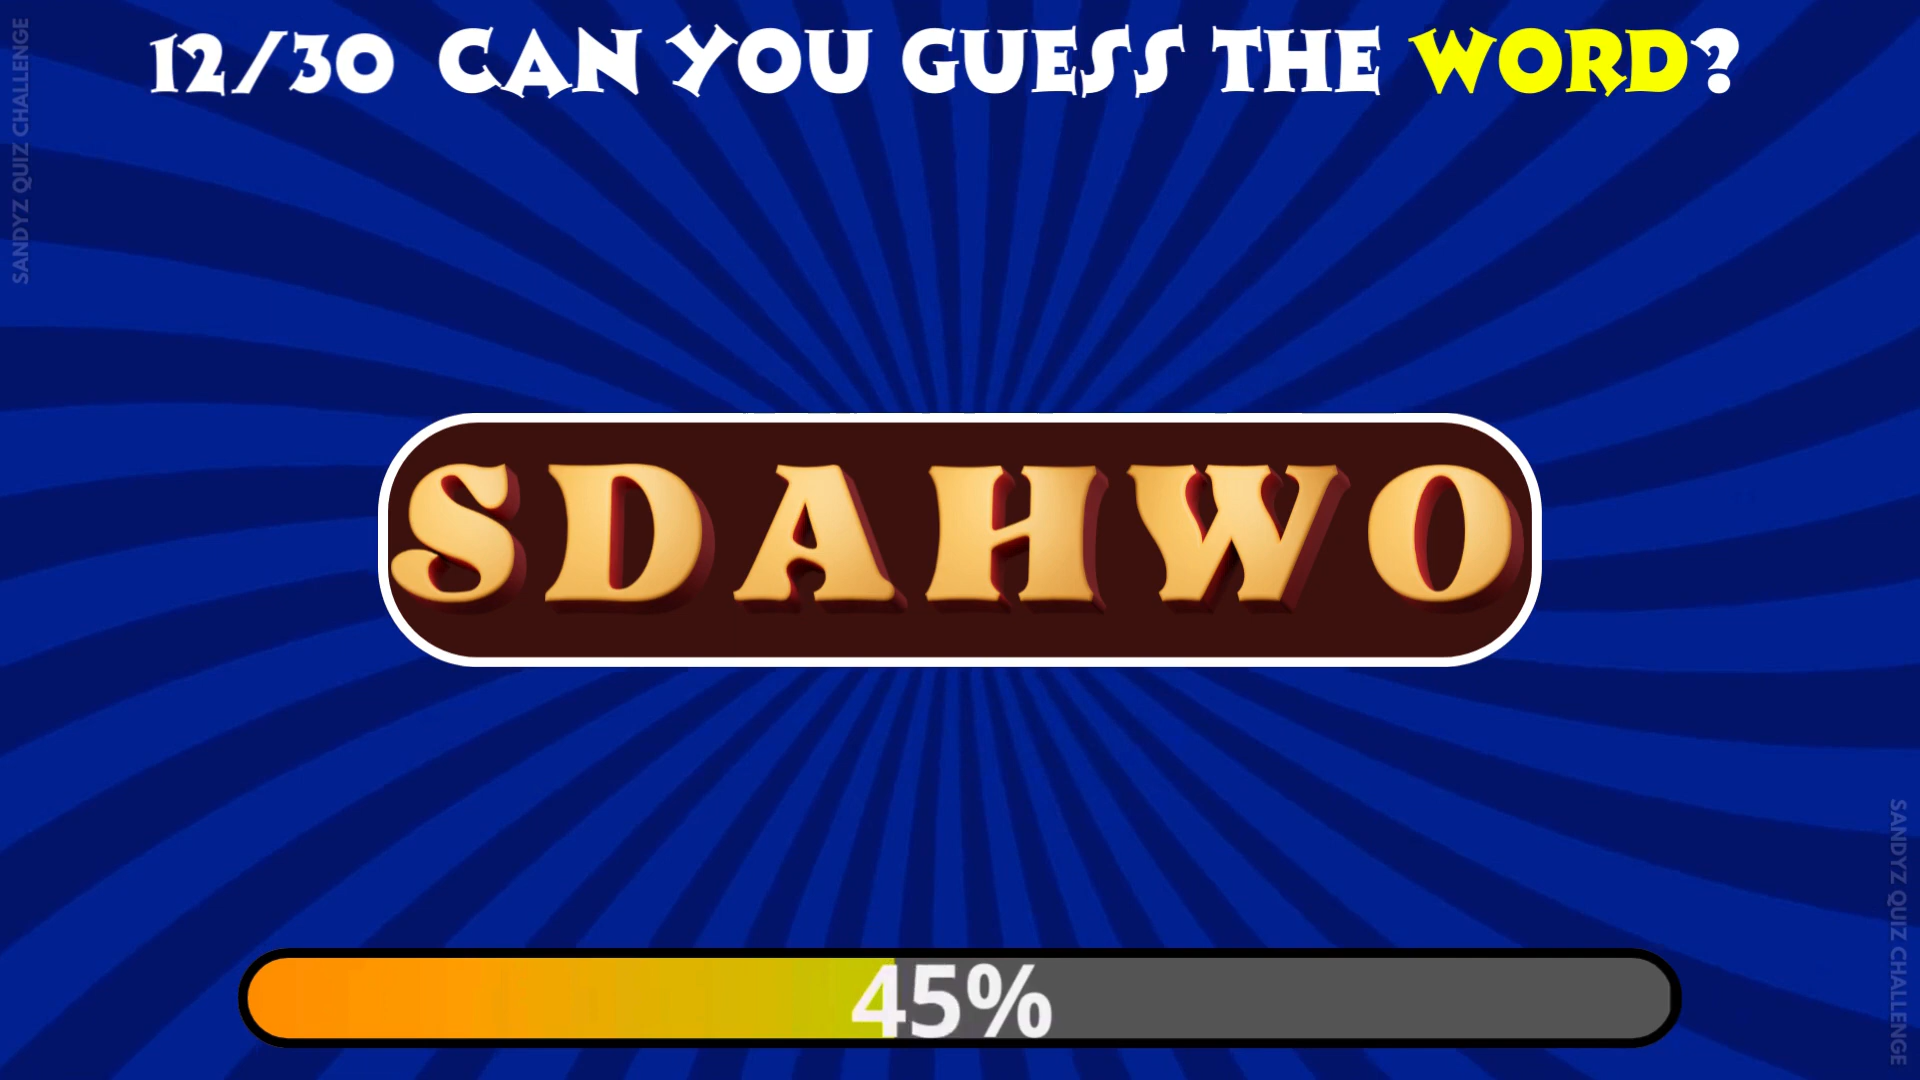 12/30 CAN YOU GUESS THE WORD?
SANDYZ QUIZ CHALLENGE
SDAHWO
SANDYZ QUIZ CHALLENGE
45%